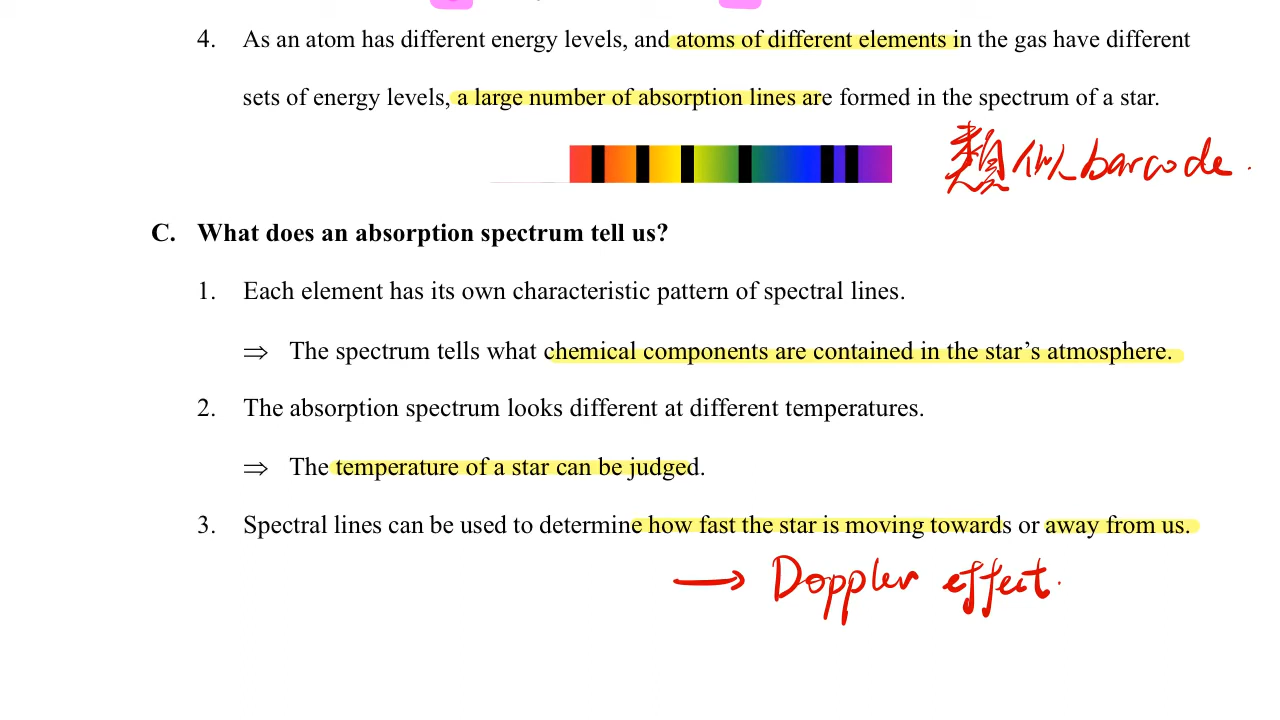 4. As an atom has different energy levels, and atoms of different elements in the gas have different
sets of energy levels, a large number of absorption lines are formed in the spectrum of a star.
類似 barcode.
C. What does an absorption spectrum tell us?
1. Each element has its own characteristic pattern of spectral lines.
⇒ The spectrum tells what chemical components are contained in the star’s atmosphere.
2. The absorption spectrum looks different at different temperatures.
⇒ The temperature of a star can be judged.
3. Spectral lines can be used to determine how fast the star is moving towards or away from us.
→ Doppler effect.